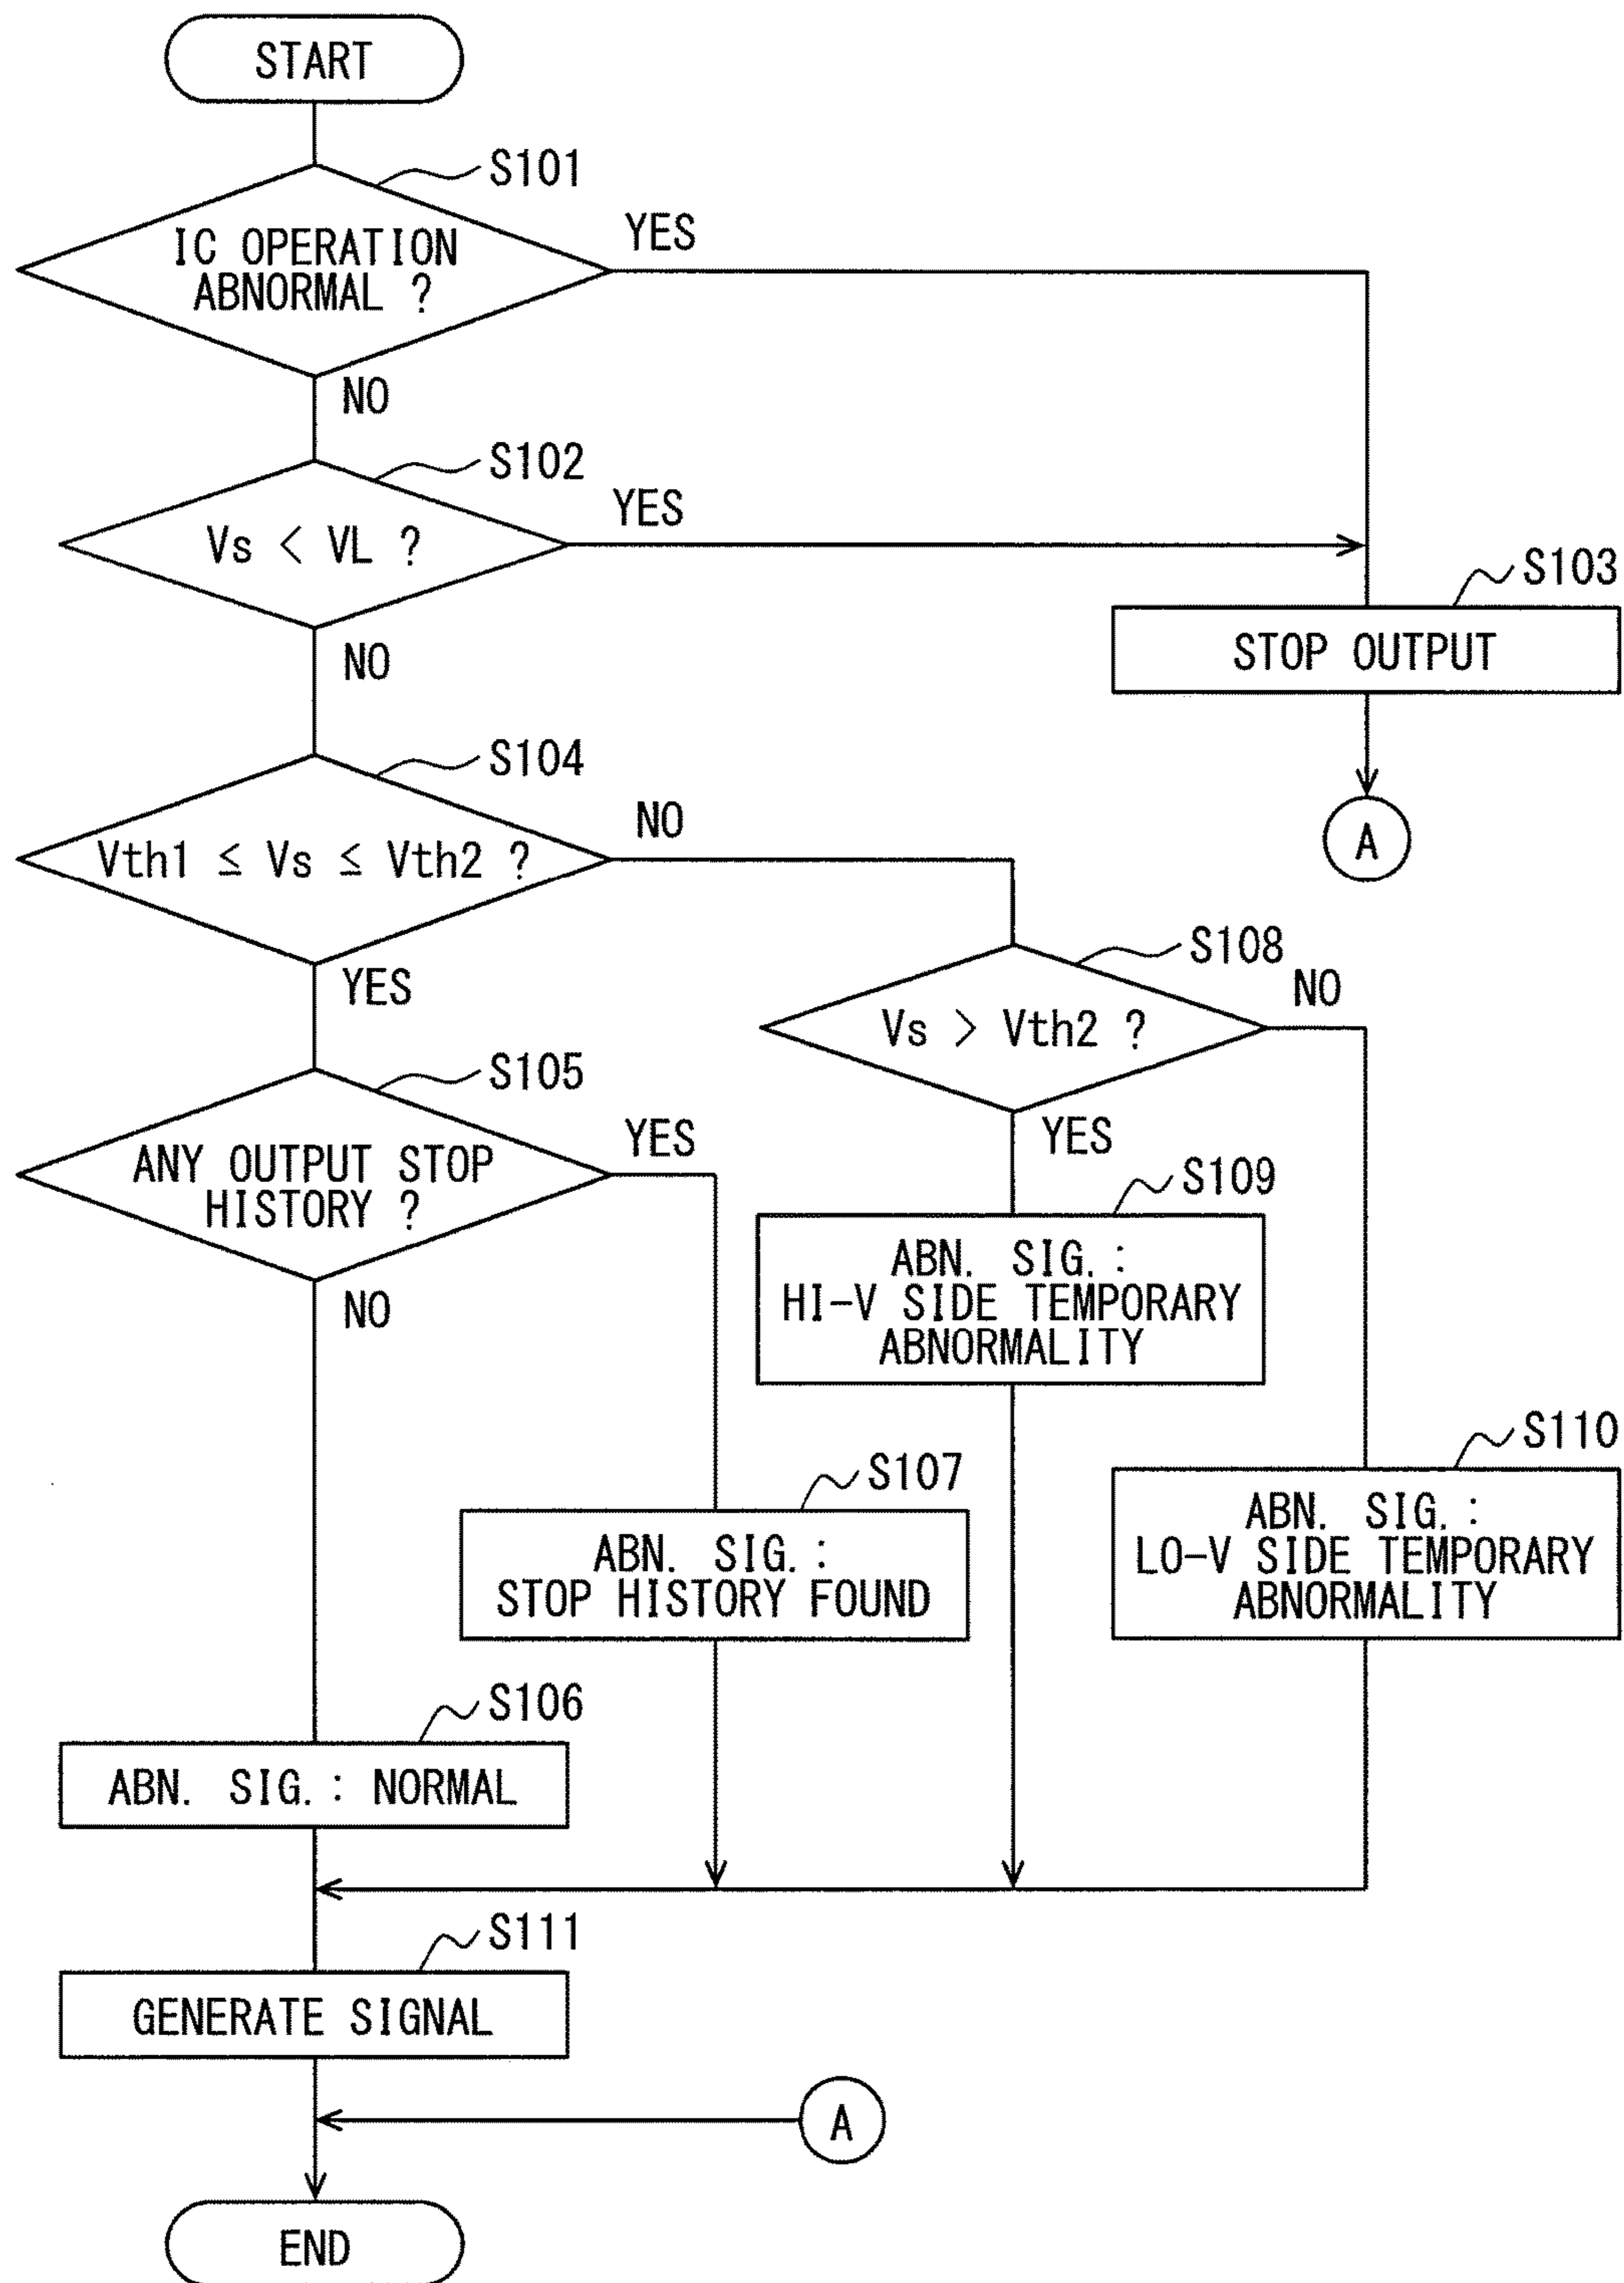 START
S101
IC OPERATION
ABNORMAL ?
YES
NO
S102
Vs < VL ?
YES
NO
S103
STOP OUTPUT
A
S104
Vth1 ≤ Vs ≤ Vth2 ?
NO
YES
S108
Vs > Vth2 ?
NO
YES
S105
ANY OUTPUT STOP
HISTORY ?
YES
NO
S109
ABN. SIG.:
HI-V SIDE TEMPORARY
ABNORMALITY
S110
ABN. SIG.:
LO-V SIDE TEMPORARY
ABNORMALITY
S107
ABN. SIG.:
STOP HISTORY FOUND
S106
ABN. SIG.: NORMAL
S111
GENERATE SIGNAL
A
END